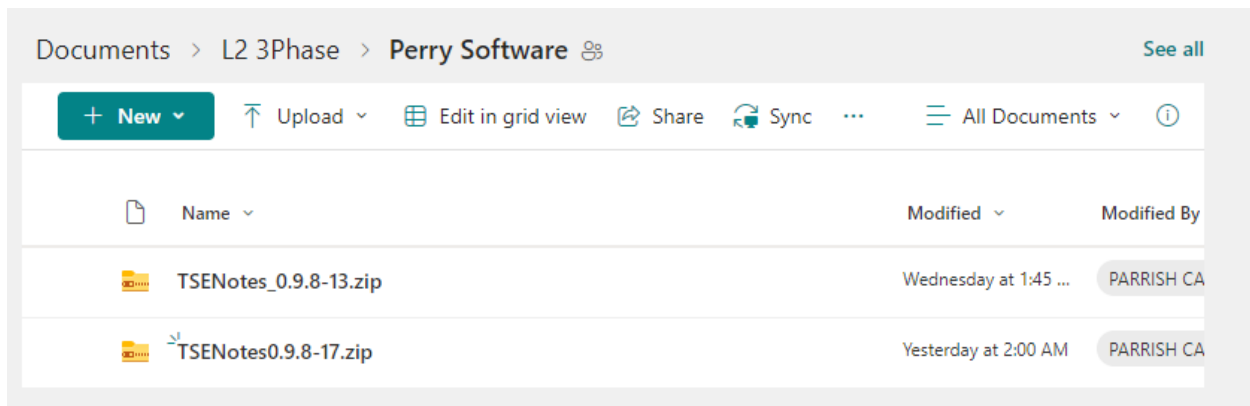 Documents > L2 3Phase > Perry Software See all
+ New Upload Edit in grid view Share Sync ... All Documents
Name Modified Modified By
TSENotes_0.9.8-13.zip Wednesday at 1:45 ... PARRISH CA
TSENotes0.9.8-17.zip Yesterday at 2:00 AM PARRISH CA